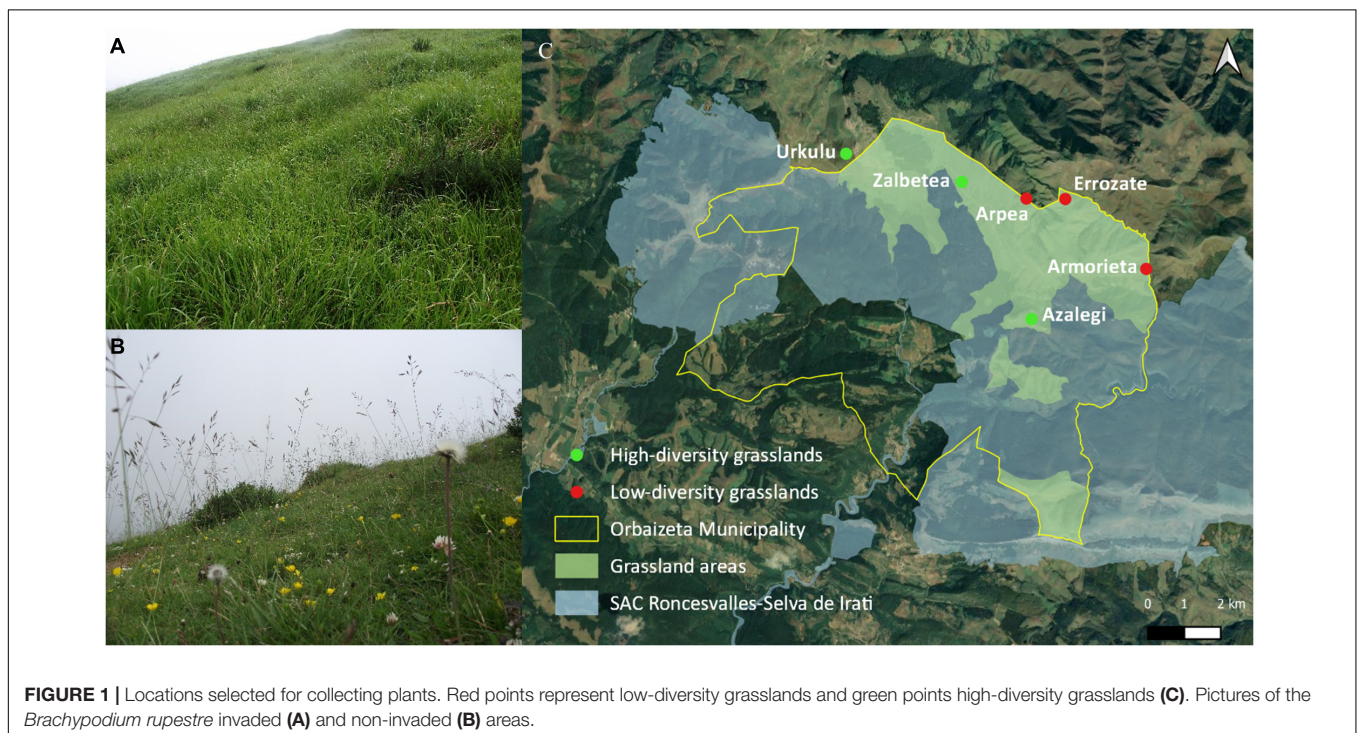 A
B
C
Urkulu
Zalbetea
Errozate
Arpea
Armorieta
Azalegi
High-diversity grasslands
Low-diversity grasslands
Orbaizeta Municipality
Grassland areas
SAC Roncesvalles-Selva de Irati
0 1 2 km
FIGURE 1 | Locations selected for collecting plants. Red points represent low-diversity grasslands and green points high-diversity grasslands (C). Pictures of the
Brachypodium rupestre invaded (A) and non-invaded (B) areas.